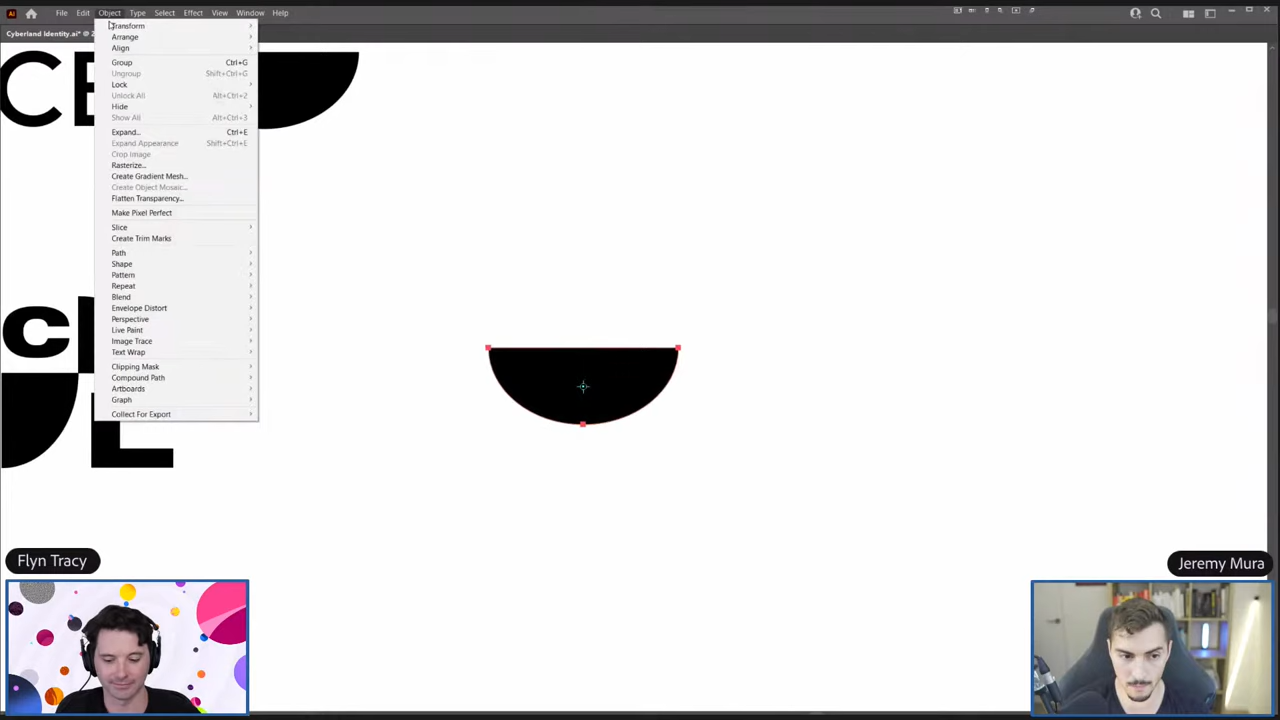 File Edit Object Type Select Effect View Window Help
Cyberland Identity.ai* @ 2
Transform
Arrange
Align
Group Ctrl+G
Ungroup Shift+Ctrl+G
Lock
Unlock All Alt+Ctrl+2
Hide
Show All Alt+Ctrl+3
Expand... Ctrl+E
Expand Appearance Shift+Ctrl+E
Crop Image
Rasterize...
Create Gradient Mesh...
Create Object Mosaic...
Flatten Transparency...
Make Pixel Perfect
Slice
Create Trim Marks
Path
Shape
Pattern
Repeat
Blend
Envelope Distort
Perspective
Live Paint
Image Trace
Text Wrap
Clipping Mask
Compound Path
Artboards
Graph
Collect For Export
Flyn Tracy
Jeremy Mura